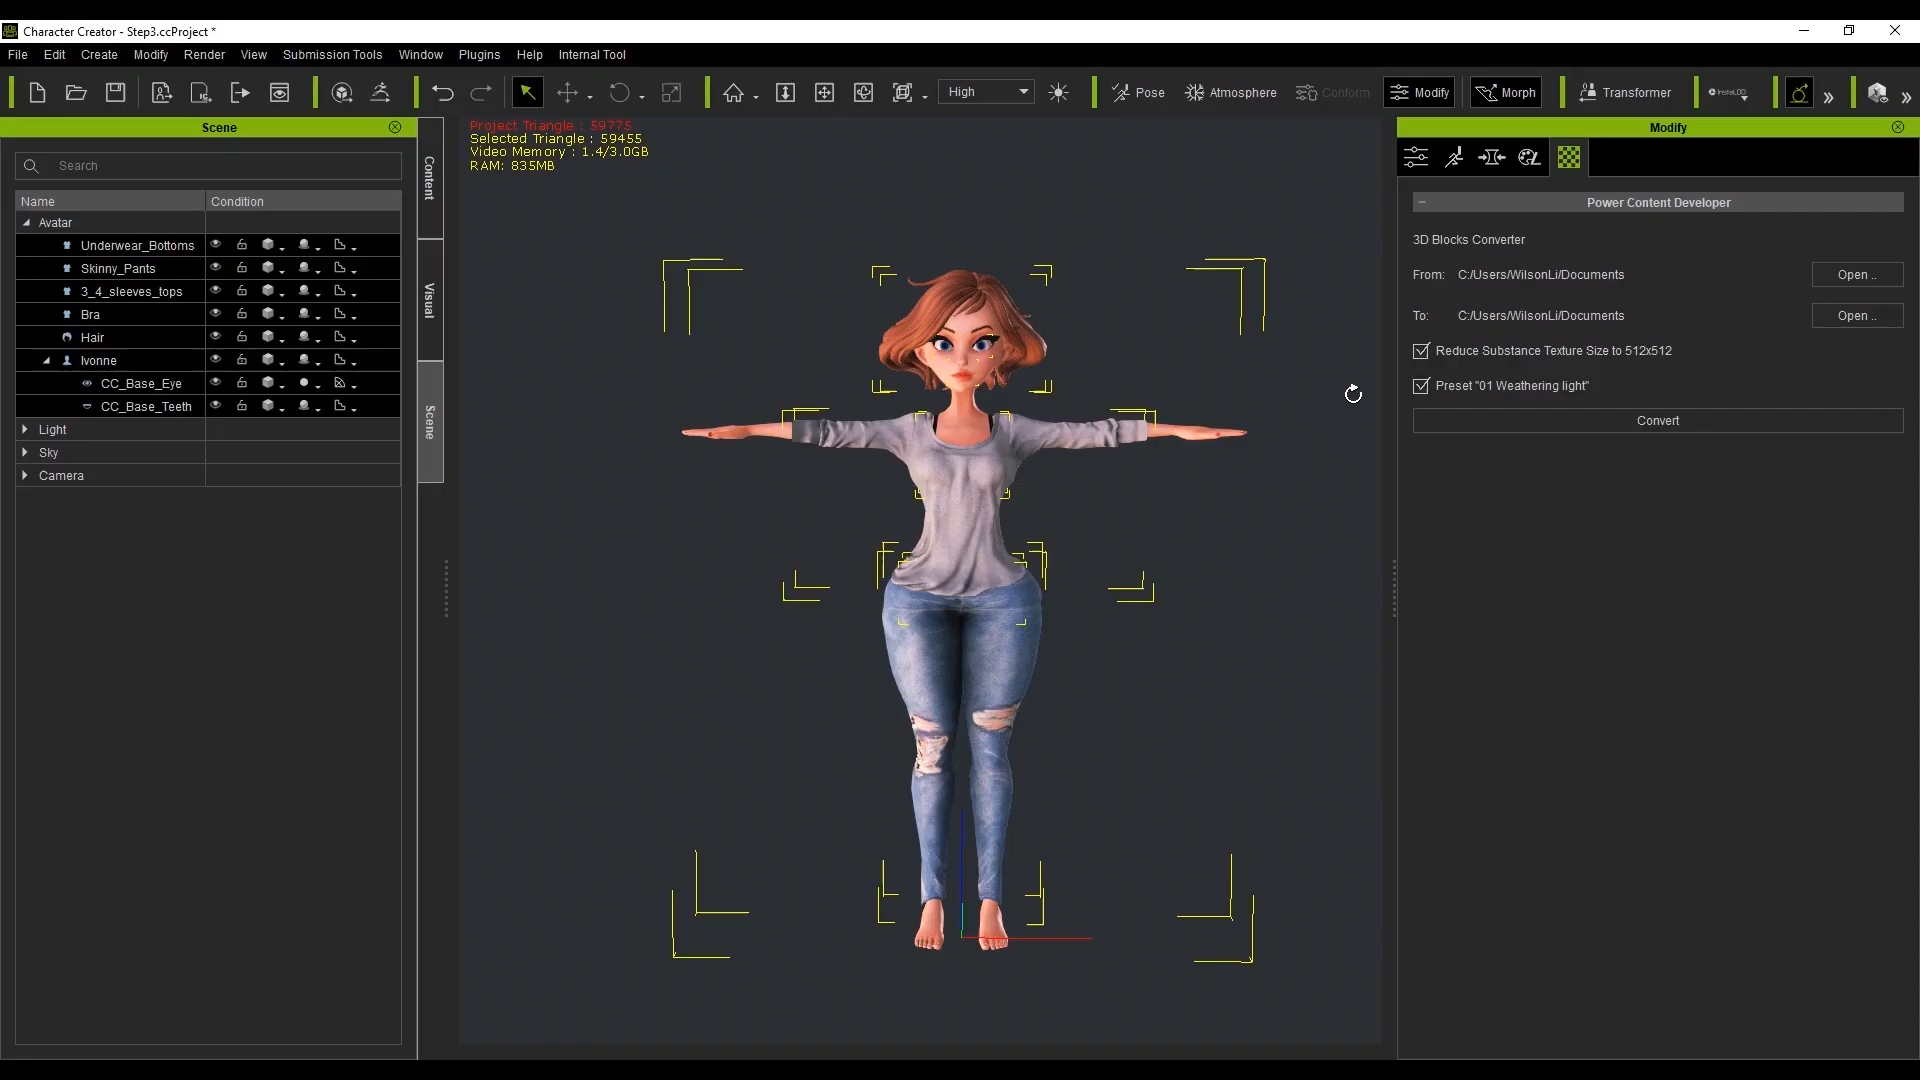 Character Creator - Step3.ccProject *
File Edit Create Modify Render View Submission Tools Window Plugins Help Internal Tool
High Pose Atmosphere Conform Modify Morph Transformer InstaLOD
Scene
Search
Name Condition
Avatar
Underwear_Bottoms
Skinny_Pants
3_4_sleeves_tops
Bra
Hair
Ivonne
CC_Base_Eye
CC_Base_Teeth
Light
Sky
Camera
Content
Visual
Scene
Project Triangle : 59775
Selected Triangle : 59455
Video Memory : 1.4/3.0GB
RAM: 835MB
Modify
Power Content Developer
3D Blocks Converter
From: C:/Users/WilsonLi/Documents Open ..
To: C:/Users/WilsonLi/Documents Open ..
Reduce Substance Texture Size to 512x512
Preset "01 Weathering light"
Convert